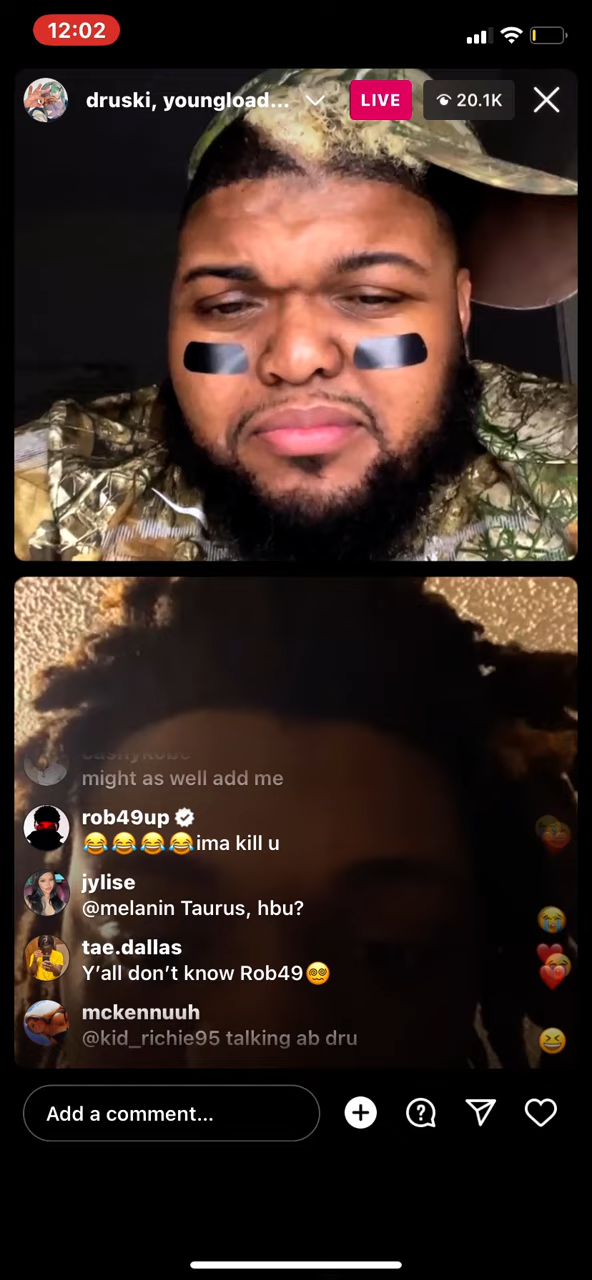 12:02
druski, youngload...
LIVE
20.1K
might as well add me
rob49up
😂😂😂😂ima kill u
jylise
@melanin Taurus, hbu?
tae.dallas
Y'all don't know Rob49😵‍💫
mckennuuh
@kid_richie95 talking ab dru
Add a comment...